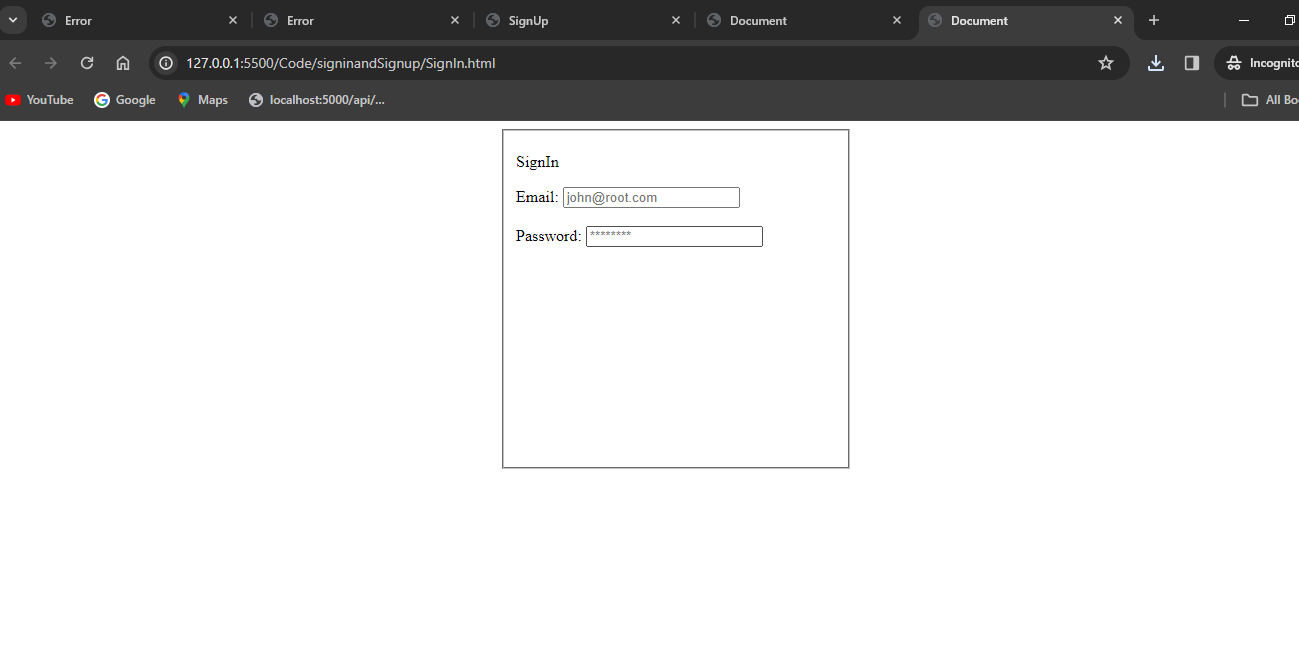 Error Error SignUp Document Document
127.0.0.1:5500/Code/signinandSignup/SignIn.html Incognito
YouTube Google Maps localhost:5000/api/... All Bo
SignIn
Email: john@root.com
Password: ********